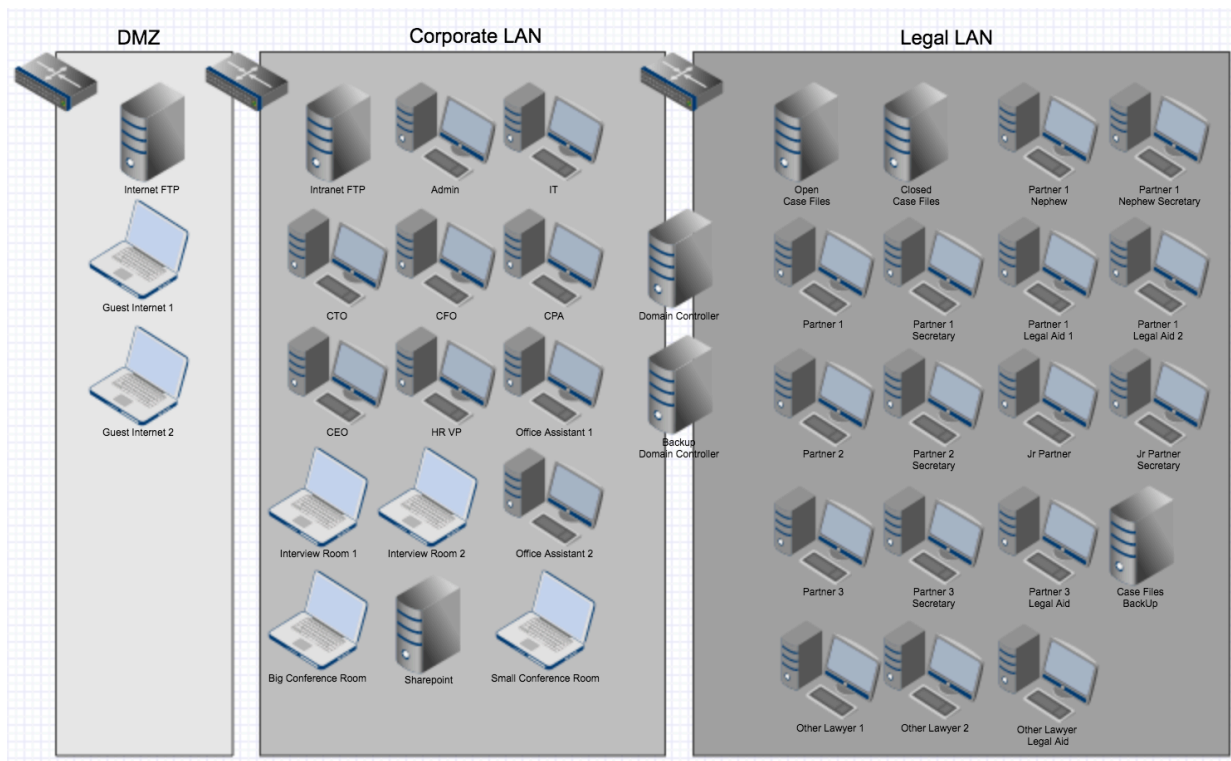 DMZ
Corporate LAN
Legal LAN
Internet FTP
Intranet FTP
Admin
IT
Open
Case Files
Closed
Case Files
Partner 1
Nephew
Partner 1
Nephew Secretary
Guest Internet 1
CTO
CFO
CPA
Domain Controller
Partner 1
Partner 1
Secretary
Partner 1
Legal Aid 1
Partner 1
Legal Aid 2
Guest Internet 2
CEO
HR VP
Office Assistant 1
Backup
Domain Controller
Partner 2
Partner 2
Secretary
Jr Partner
Jr Partner
Secretary
Interview Room 1
Interview Room 2
Office Assistant 2
Partner 3
Partner 3
Secretary
Partner 3
Legal Aid
Case Files
BackUp
Big Conference Room
Sharepoint
Small Conference Room
Other Lawyer 1
Other Lawyer 2
Other Lawyer
Legal Aid